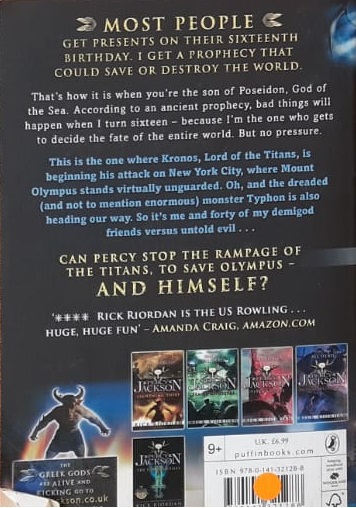 MOST PEOPLE
GET PRESENTS ON THEIR SIXTEENTH
BIRTHDAY. I GET A PROPHECY THAT
COULD SAVE OR DESTROY THE WORLD.
That's how it is when you're the son of Poseidon, God of
the Sea. According to an ancient prophecy, bad things will
happen when I turn sixteen – because I'm the one who gets
to decide the fate of the entire world. But no pressure.
This is the one where Kronos, Lord of the Titans, is
beginning his attack on New York City, where Mount
Olympus stands virtually unguarded. Oh, and the dreaded
(and not to mention enormous) monster Typhon is also
heading our way. So it's me and forty of my demigod
friends versus untold evil . . .
CAN PERCY STOP THE RAMPAGE OF
THE TITANS, TO SAVE OLYMPUS –
AND HIMSELF?
'**** RICK RIORDAN IS THE US ROWLING . . .
HUGE, HUGE FUN' – AMANDA CRAIG, AMAZON.COM
JACKSON
LIGHTNING THIEF
JACKSON
JACKSON
JACKSON
THE
GREEK GODS
ARE ALIVE AND
KICKING GO TO
kson.co.uk
JACKSON
RICK RIORDAN
9+
U.K. £6.99
puffinbooks.com
ISBN 978-0-141-32128-8